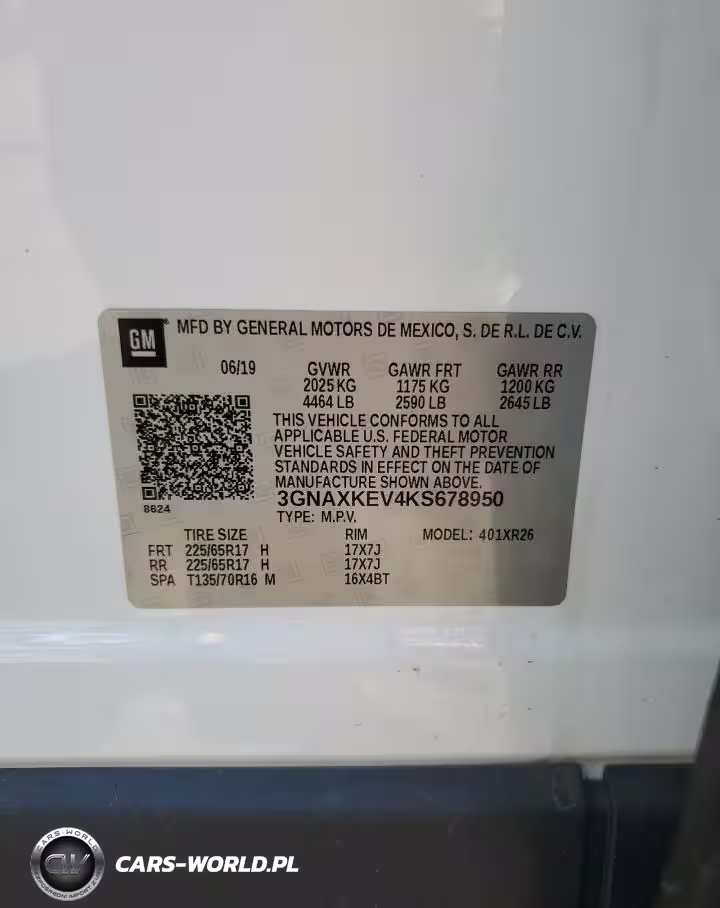 GM
MFD BY GENERAL MOTORS DE MEXICO, S. DE R.L. DE C.V.
06/19 GVWR GAWR FRT GAWR RR
2025 KG 1175 KG 1200 KG
4464 LB 2590 LB 2645 LB
THIS VEHICLE CONFORMS TO ALL
APPLICABLE U.S. FEDERAL MOTOR
VEHICLE SAFETY AND THEFT PREVENTION
STANDARDS IN EFFECT ON THE DATE OF
MANUFACTURE SHOWN ABOVE.
8624
3GNAXKEV4KS678950
TYPE: M.P.V.
TIRE SIZE RIM MODEL: 401XR26
FRT 225/65R17 H 17X7J
RR 225/65R17 H 17X7J
SPA T135/70R16 M 16X4BT
CARS-WORLD
CW
CARS-WORLD.PL